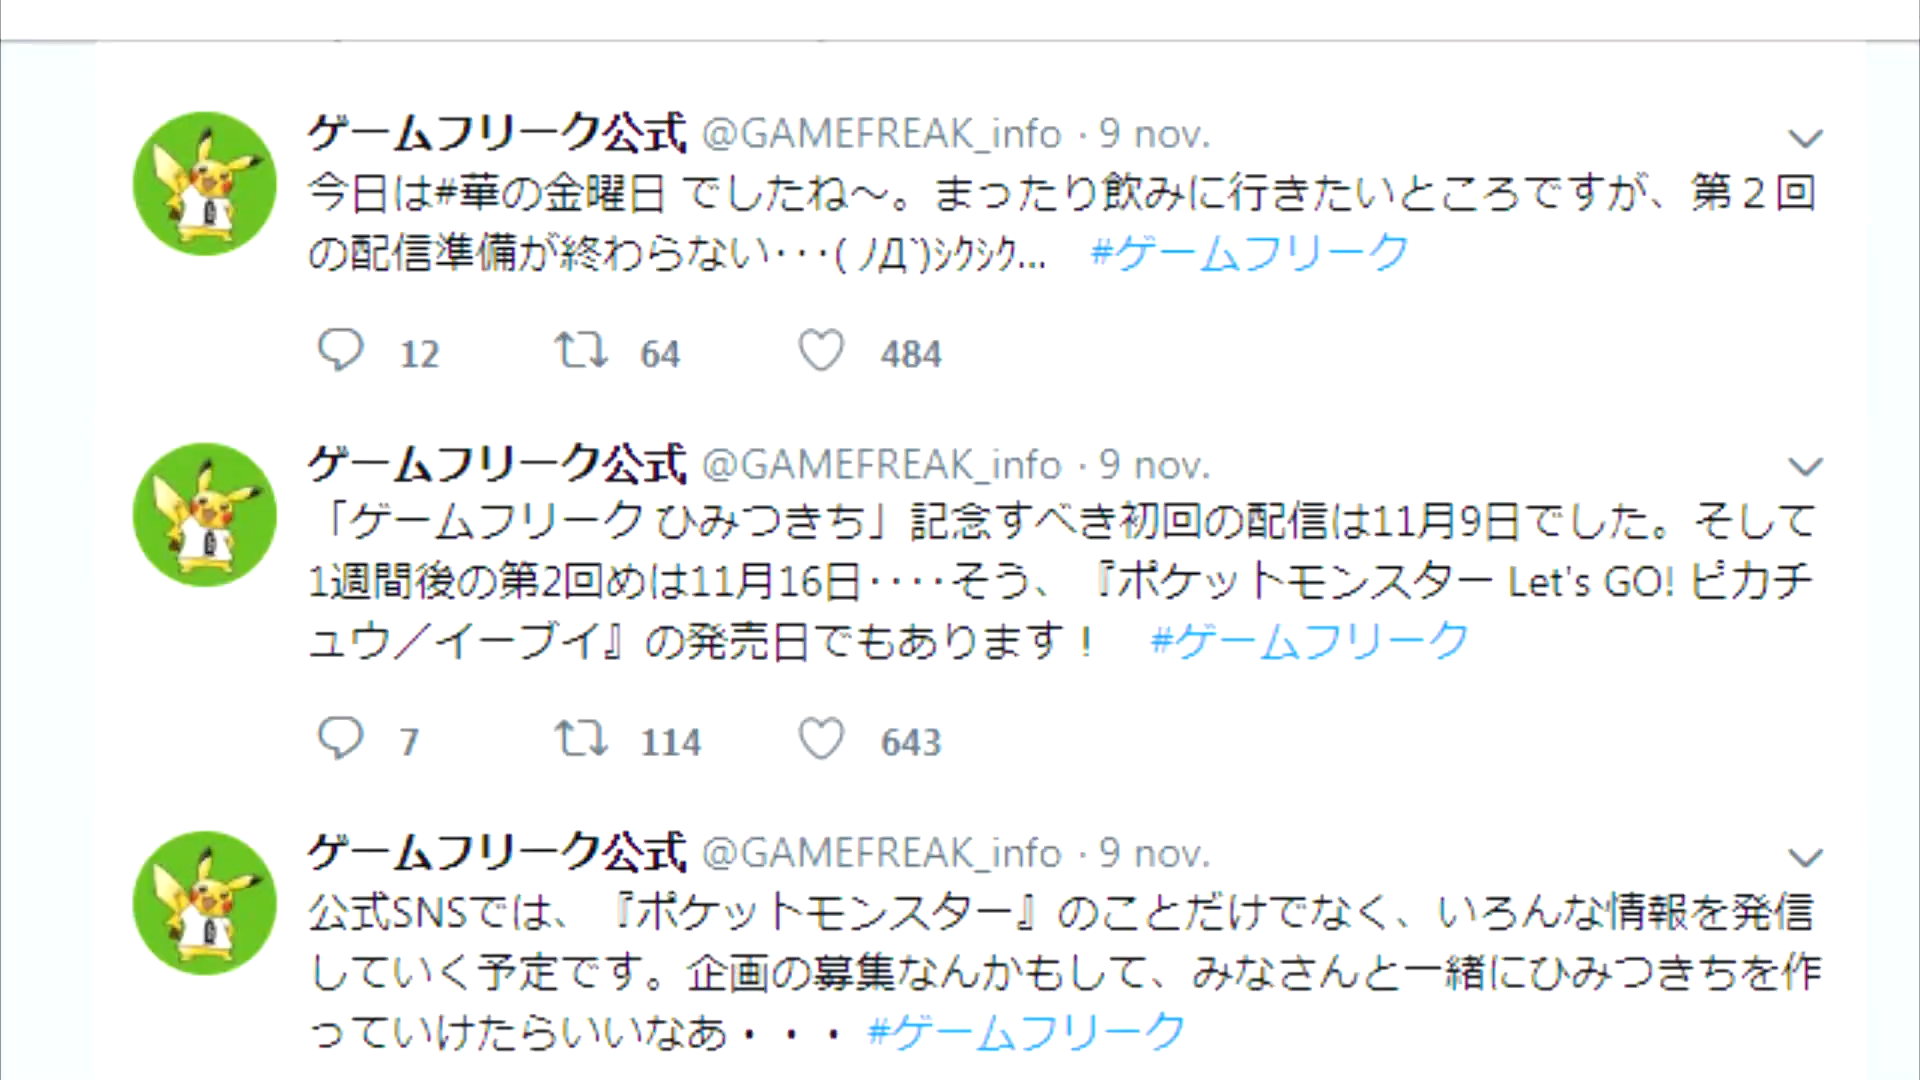 ゲームフリーク公式 @GAMEFREAK_info · 9 nov.
今日は#華の金曜日 でしたね～。まったり飲みに行きたいところですが、第２回
の配信準備が終わらない･･･( ﾉД`)ｼｸｼｸ… #ゲームフリーク
12 64 484
ゲームフリーク公式 @GAMEFREAK_info · 9 nov.
「ゲームフリーク ひみつきち」記念すべき初回の配信は11月9日でした。そして
1週間後の第2回めは11月16日････そう、『ポケットモンスター Let's GO! ピカチ
ュウ／イーブイ』の発売日でもあります！ #ゲームフリーク
7 114 643
ゲームフリーク公式 @GAMEFREAK_info · 9 nov.
公式SNSでは、『ポケットモンスター』のことだけでなく、いろんな情報を発信
していく予定です。企画の募集なんかもして、みなさんと一緒にひみつきちを作
っていけたらいいなあ・・・ #ゲームフリーク